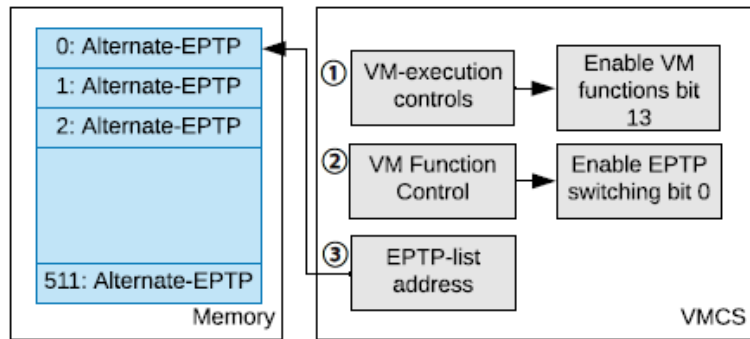 0: Alternate-EPTP
1: Alternate-EPTP
2: Alternate-EPTP
511: Alternate-EPTP
Memory
①
VM-execution
controls
Enable VM
functions bit
13
②
VM Function
Control
Enable EPTP
switching bit 0
③
EPTP-list
address
VMCS